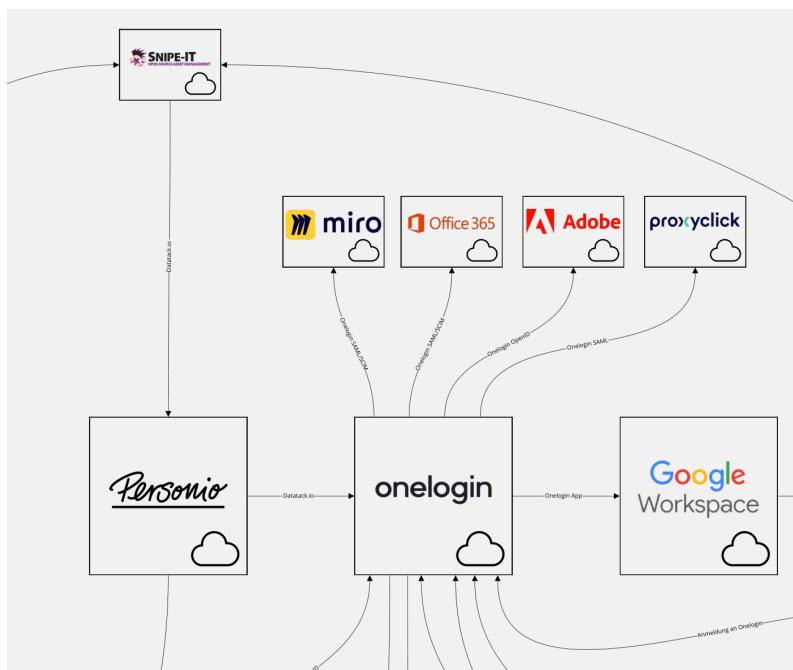 SNIPE-IT
OPEN SOURCE ASSET MANAGEMENT
Datatack.io
miro
Office 365
Adobe
proxyclick
Onelogin SAML/SCIM
Onelogin SAML/SCIM
Onelogin OpenID
Onelogin SAML
Personio
Datatack.io
onelogin
Onelogin App
Google
Workspace
Anmeldung an Onelogin